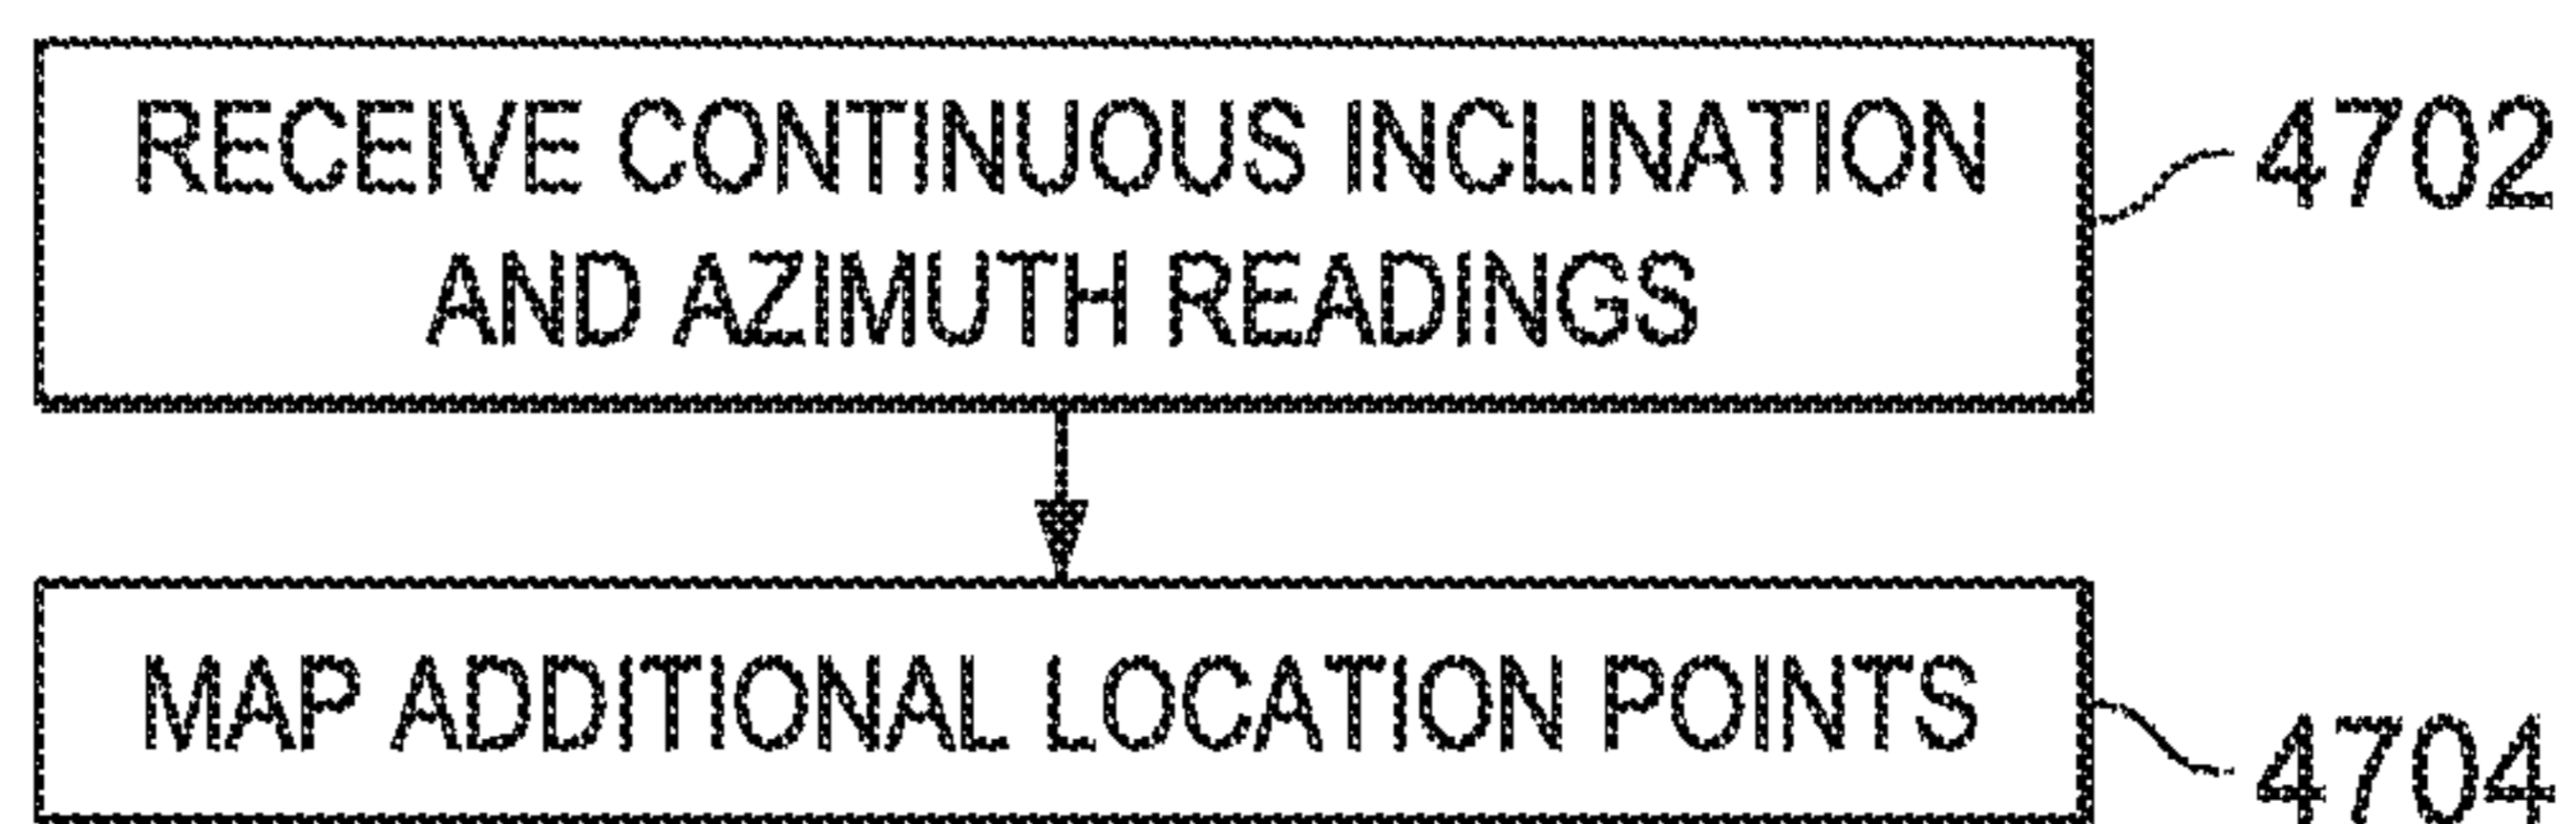 RECEIVE CONTINUOUS INCLINATION
AND AZIMUTH READINGS
4702
MAP ADDITIONAL LOCATION POINTS
4704